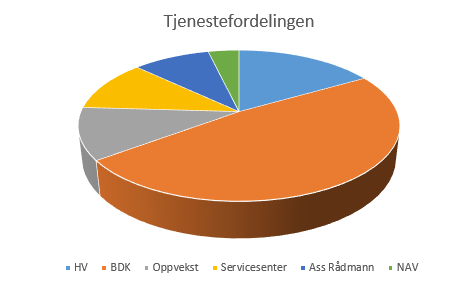 Tjenestefordelingen
HV BDK Oppvekst Servicesenter Ass Rådmann NAV